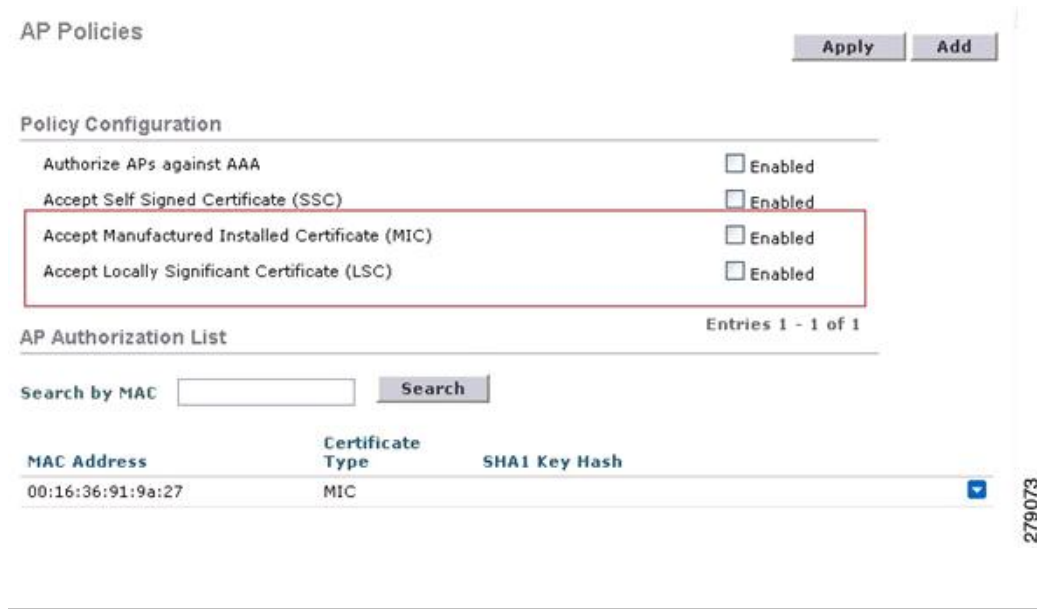 AP Policies
Apply Add
Policy Configuration
Authorize APs against AAA Enabled
Accept Self Signed Certificate (SSC) Enabled
Accept Manufactured Installed Certificate (MIC) Enabled
Accept Locally Significant Certificate (LSC) Enabled
AP Authorization List Entries 1 - 1 of 1
Search by MAC Search
MAC Address Certificate Type SHA1 Key Hash
00:16:36:91:9a:27 MIC
279073